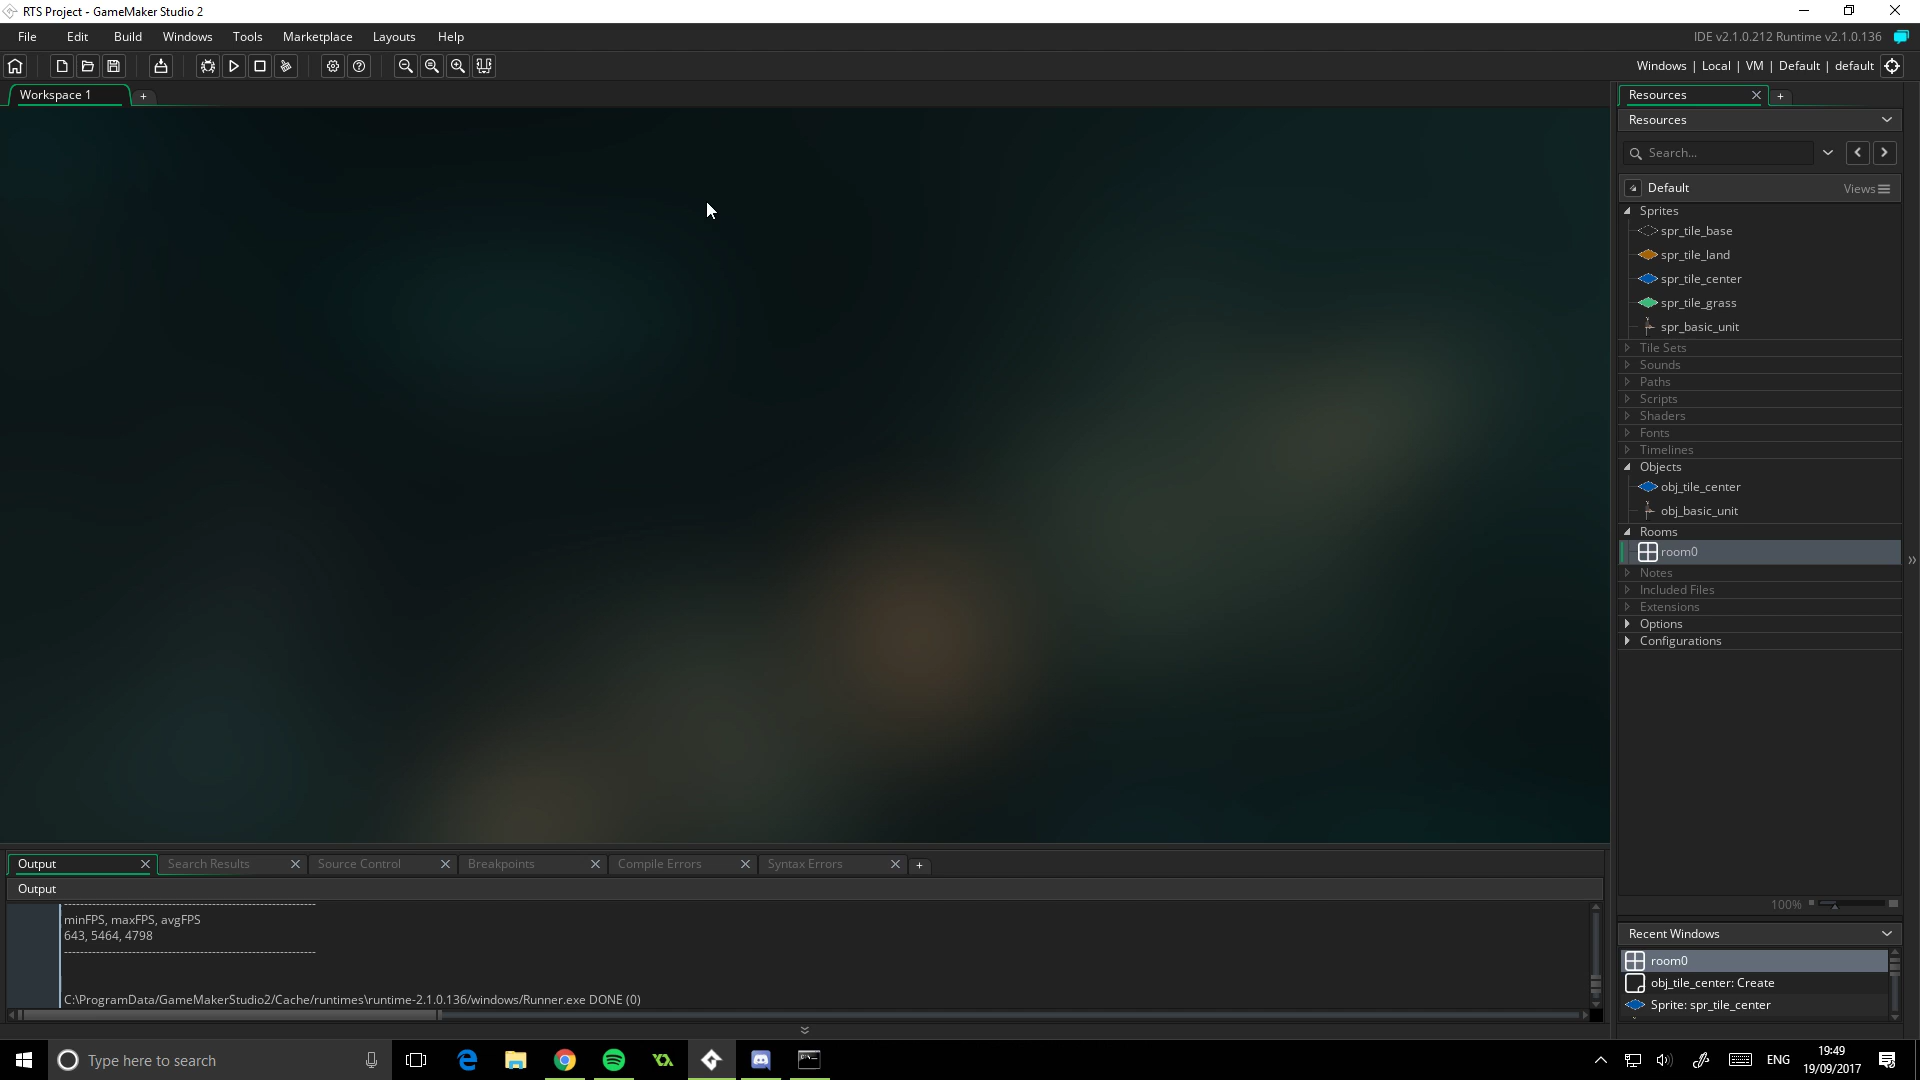 RTS Project - GameMaker Studio 2
File Edit Build Windows Tools Marketplace Layouts Help
IDE v2.1.0.212 Runtime v2.1.0.136
Windows | Local | VM | Default | default
Workspace 1 +
Resources
Resources
Search...
Default Views
Sprites
spr_tile_base
spr_tile_land
spr_tile_center
spr_tile_grass
spr_basic_unit
Tile Sets
Sounds
Paths
Scripts
Shaders
Fonts
Timelines
Objects
obj_tile_center
obj_basic_unit
Rooms
room0
Notes
Included Files
Extensions
Options
Configurations
100%
Recent Windows
room0
obj_tile_center: Create
Sprite: spr_tile_center
Output Search Results Source Control Breakpoints Compile Errors Syntax Errors +
Output
minFPS, maxFPS, avgFPS
643, 5464, 4798
C:\ProgramData/GameMakerStudio2/Cache/runtimes\runtime-2.1.0.136/windows/Runner.exe DONE (0)
Type here to search
ENG
19:49
19/09/2017